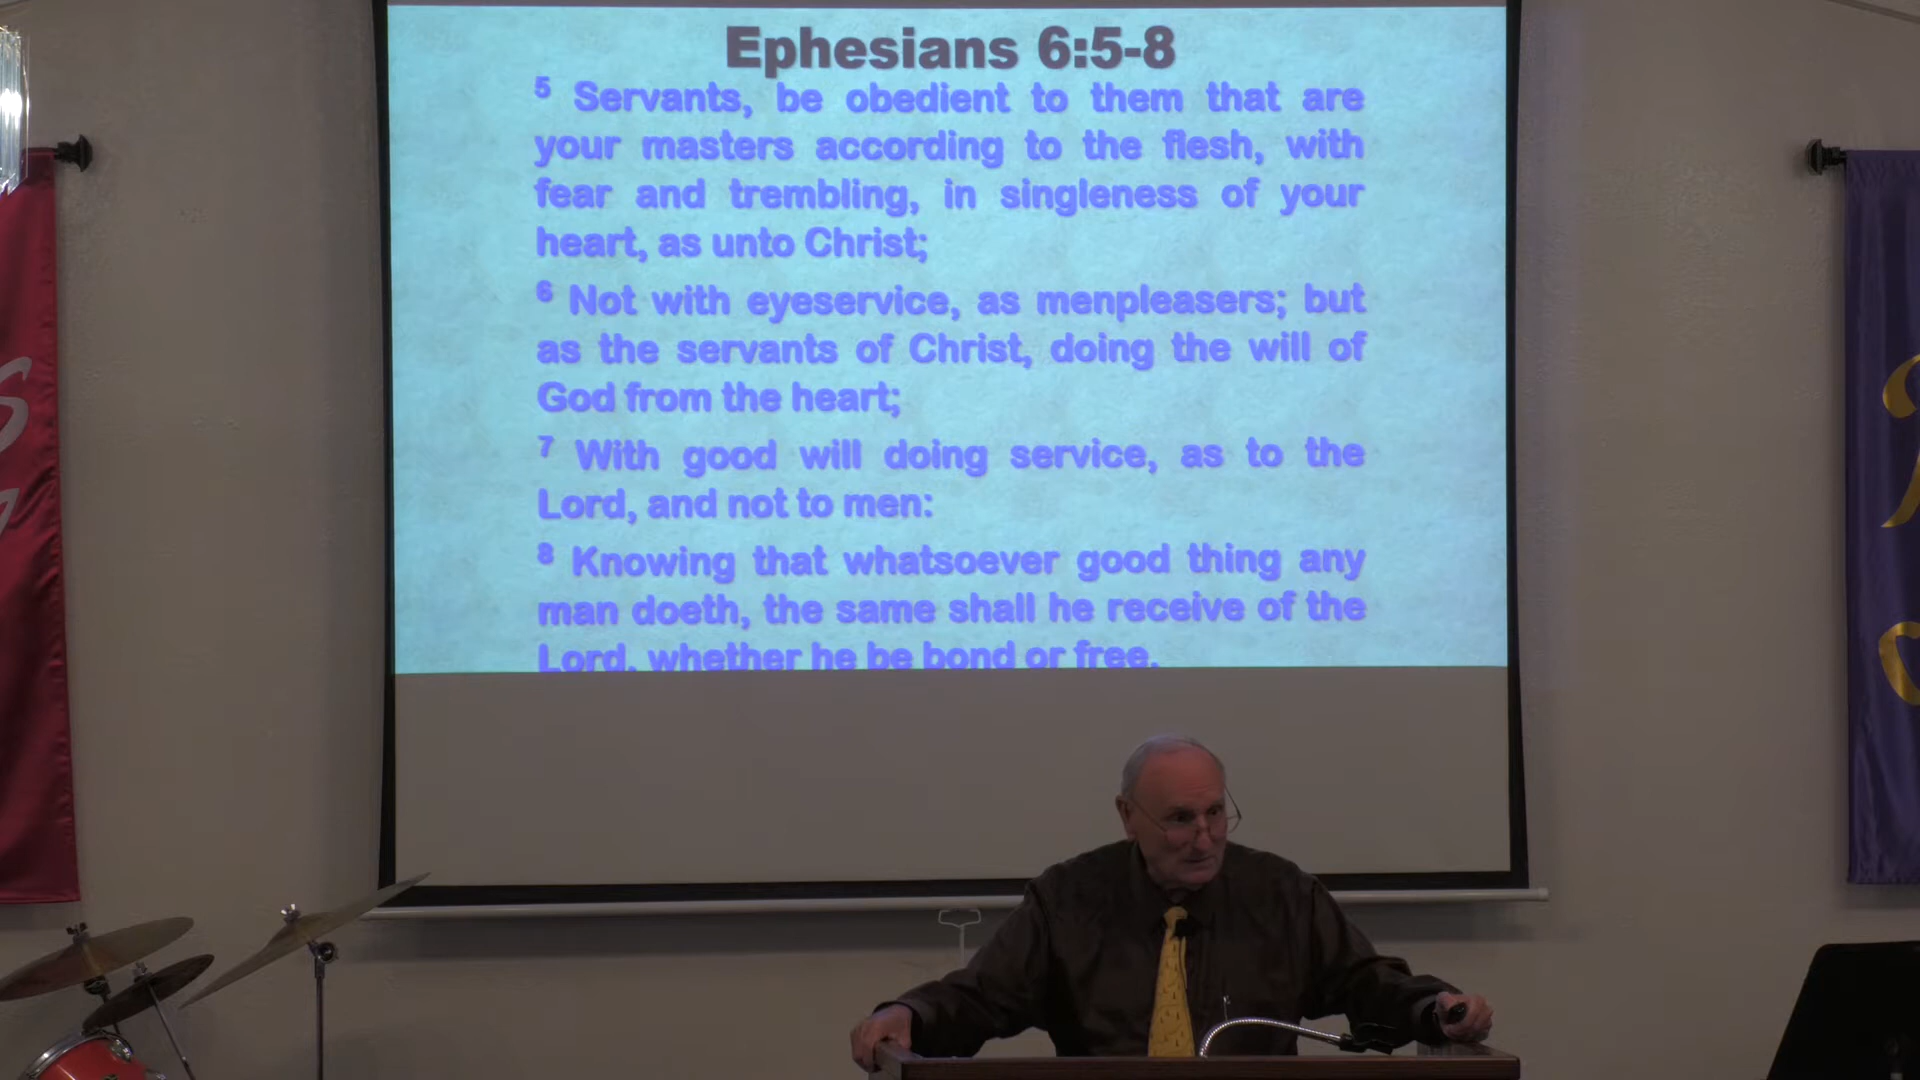 Ephesians 6:5-8
5 Servants, be obedient to them that are
your masters according to the flesh, with
fear and trembling, in singleness of your
heart, as unto Christ;
6 Not with eyeservice, as menpleasers; but
as the servants of Christ, doing the will of
God from the heart;
7 With good will doing service, as to the
Lord, and not to men:
8 Knowing that whatsoever good thing any
man doeth, the same shall he receive of the
Lord, whether he be bond or free.